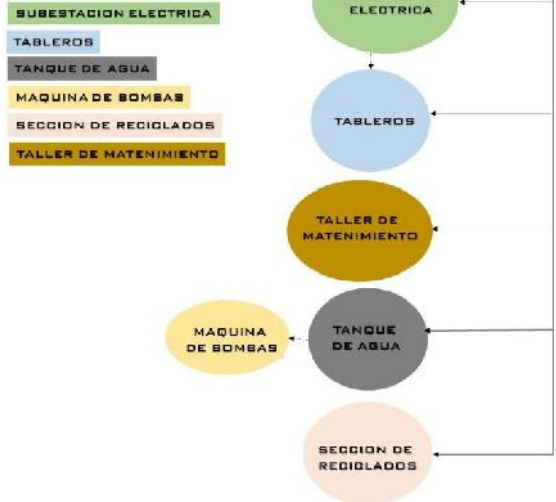 SUBESTACION ELECTRICA
TABLEROS
TANQUE DE AGUA
MAQUINA DE BOMBAS
SECCION DE RECICLADOS
TALLER DE MATENIMIENTO
ELECTRICA
TABLEROS
TALLER DE
MATENIMIENTO
MAQUINA
DE BOMBAS
TANQUE
DE AGUA
SECCION DE
RECICLADOS